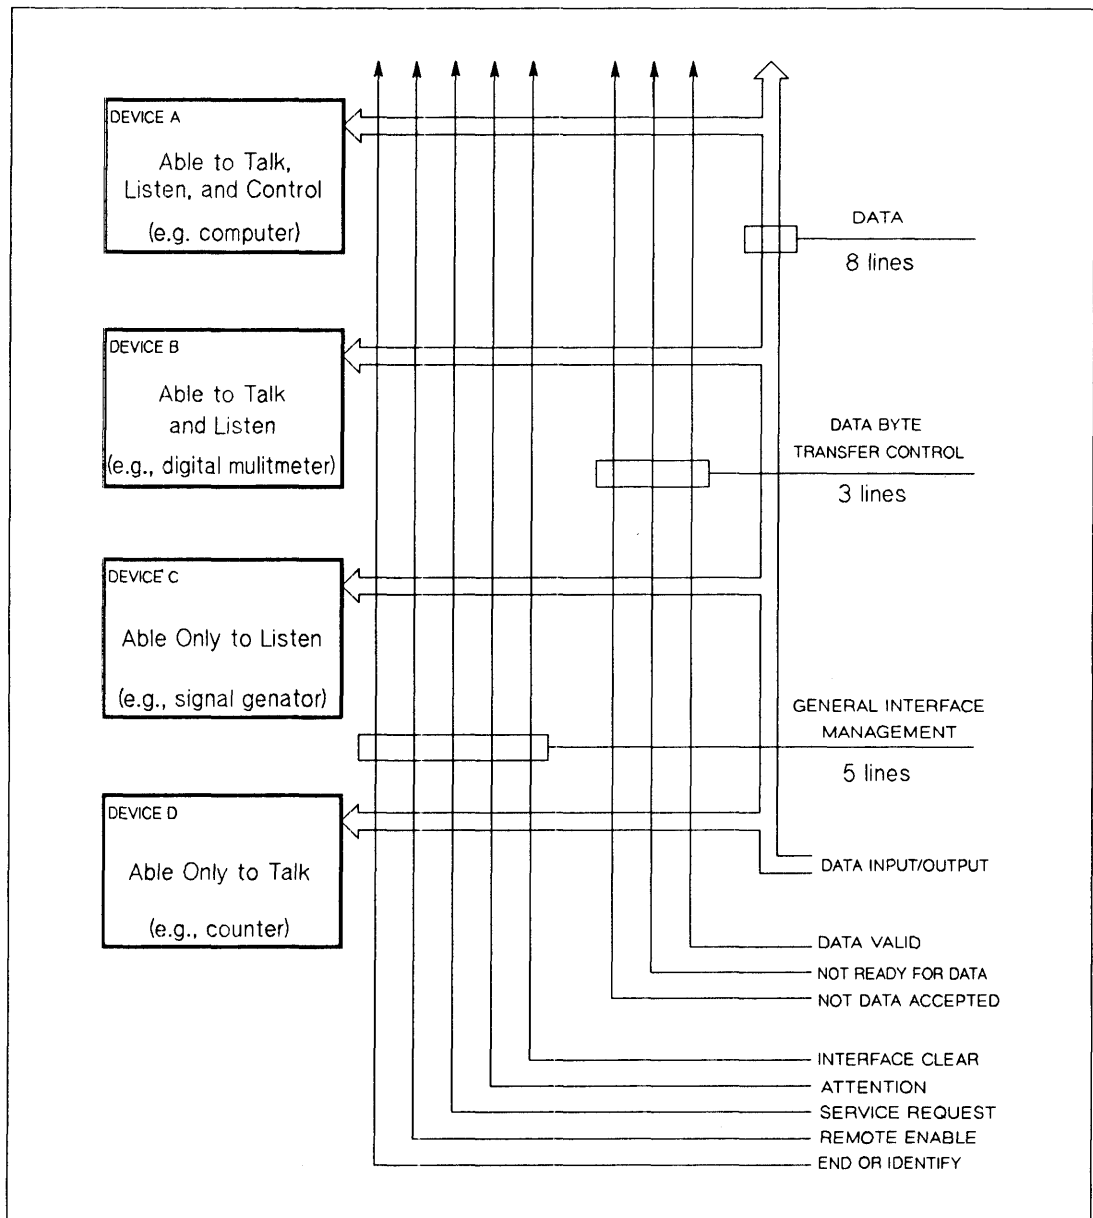 DEVICE A
Able to Talk,
Listen, and Control
(e.g. computer)
DATA
8 lines
DEVICE B
Able to Talk
and Listen
(e.g., digital mulitmeter)
DATA BYTE
TRANSFER CONTROL
3 lines
DEVICE C
Able Only to Listen
(e.g., signal genator)
GENERAL INTERFACE
MANAGEMENT
5 lines
DEVICE D
Able Only to Talk
(e.g., counter)
DATA INPUT/OUTPUT
DATA VALID
NOT READY FOR DATA
NOT DATA ACCEPTED
INTERFACE CLEAR
ATTENTION
SERVICE REQUEST
REMOTE ENABLE
END OR IDENTIFY